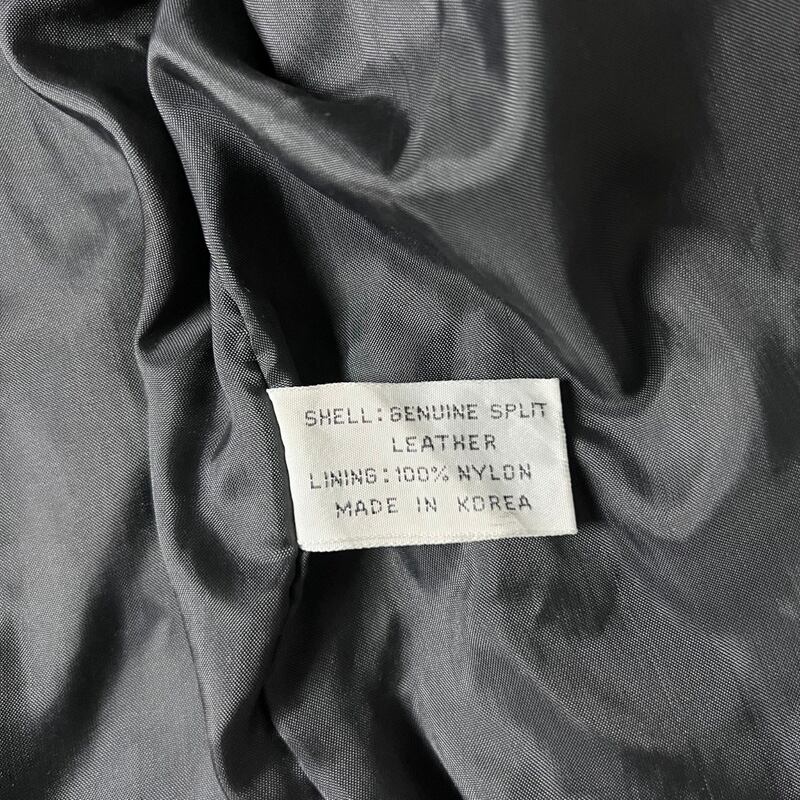 SHELL: GENUINE SPLIT
LEATHER
LINING: 100% NYLON
MADE IN KOREA